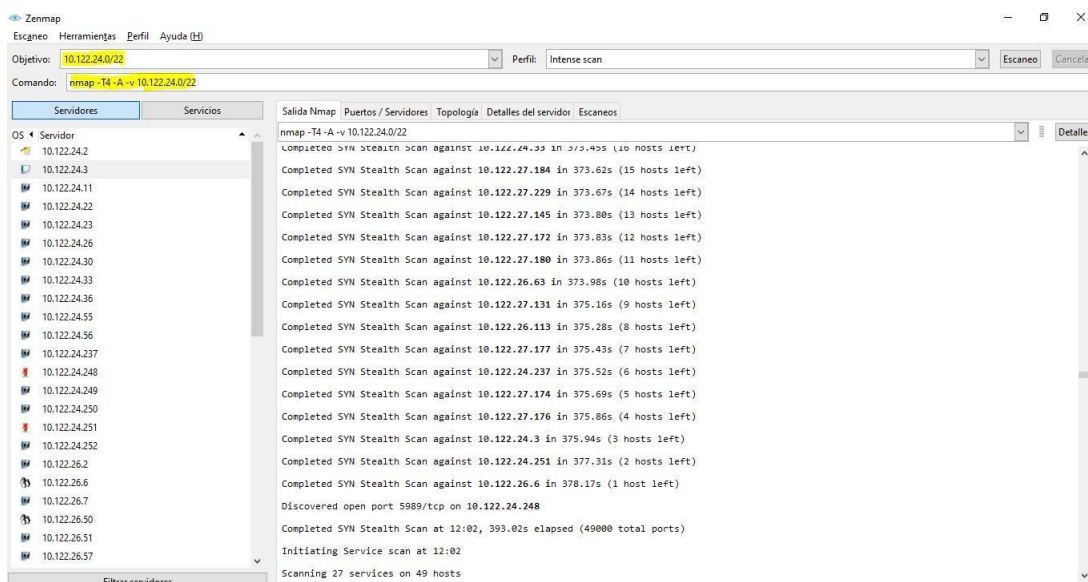 Zenmap
Escaneo Herramientas Perfil Ayuda (H)
Objetivo: 10.122.24.0/22 Perfil: Intense scan Escaneo Cancela
Comando: nmap -T4 -A -v 10.122.24.0/22
Servidores Servicios
Salida Nmap Puertos / Servidores Topología Detalles del servidor Escaneos
OS Servidor
nmap -T4 -A -v 10.122.24.0/22 Detalle
10.122.24.2
10.122.24.3
10.122.24.11
10.122.24.22
10.122.24.23
10.122.24.26
10.122.24.30
10.122.24.33
10.122.24.36
10.122.24.55
10.122.24.56
10.122.24.237
10.122.24.248
10.122.24.249
10.122.24.250
10.122.24.251
10.122.24.252
10.122.26.2
10.122.26.6
10.122.26.7
10.122.26.50
10.122.26.51
10.122.26.57
Filtrar servidores
Completed SYN Stealth Scan against 10.122.24.33 in 373.45s (16 hosts left)
Completed SYN Stealth Scan against 10.122.27.184 in 373.62s (15 hosts left)
Completed SYN Stealth Scan against 10.122.27.229 in 373.67s (14 hosts left)
Completed SYN Stealth Scan against 10.122.27.145 in 373.80s (13 hosts left)
Completed SYN Stealth Scan against 10.122.27.172 in 373.83s (12 hosts left)
Completed SYN Stealth Scan against 10.122.27.180 in 373.86s (11 hosts left)
Completed SYN Stealth Scan against 10.122.26.63 in 373.98s (10 hosts left)
Completed SYN Stealth Scan against 10.122.27.131 in 375.16s (9 hosts left)
Completed SYN Stealth Scan against 10.122.26.113 in 375.28s (8 hosts left)
Completed SYN Stealth Scan against 10.122.27.177 in 375.43s (7 hosts left)
Completed SYN Stealth Scan against 10.122.24.237 in 375.52s (6 hosts left)
Completed SYN Stealth Scan against 10.122.27.174 in 375.69s (5 hosts left)
Completed SYN Stealth Scan against 10.122.27.176 in 375.86s (4 hosts left)
Completed SYN Stealth Scan against 10.122.24.3 in 375.94s (3 hosts left)
Completed SYN Stealth Scan against 10.122.24.251 in 377.31s (2 hosts left)
Completed SYN Stealth Scan against 10.122.26.6 in 378.17s (1 host left)
Discovered open port 5989/tcp on 10.122.24.248
Completed SYN Stealth Scan at 12:02, 393.02s elapsed (49000 total ports)
Initiating Service scan at 12:02
Scanning 27 services on 49 hosts